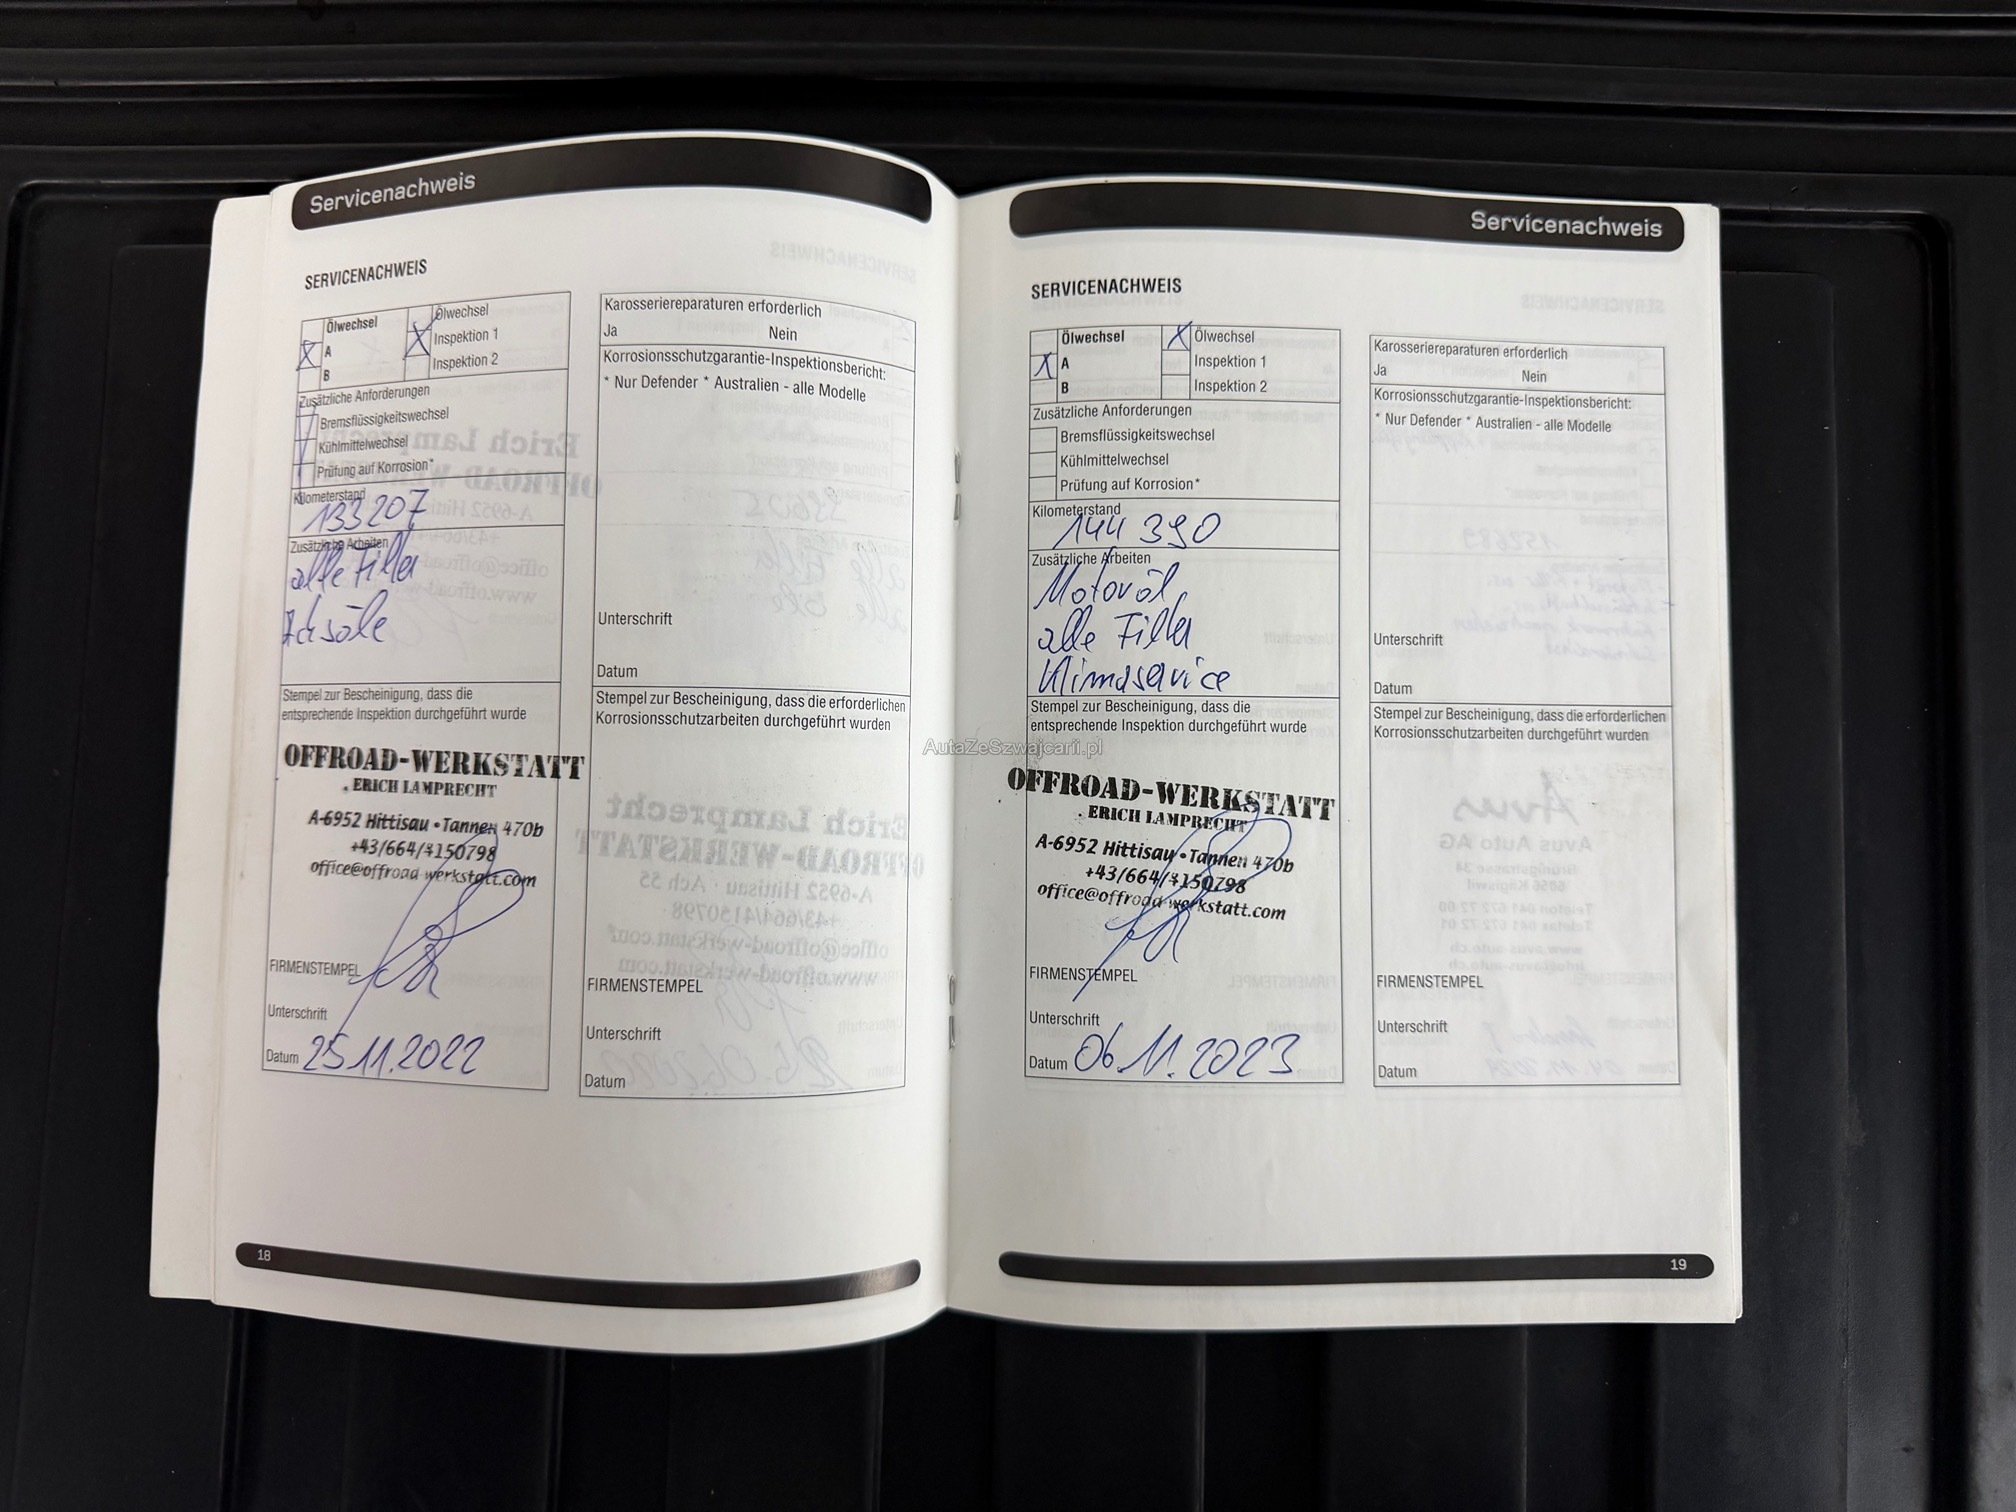 Servicenachweis
SERVICENACHWEIS
Ölwechsel
A
B
Ölwechsel
Inspektion 1
Inspektion 2
Zusätzliche Anforderungen
Bremsflüssigkeitswechsel
Kühlmittelwechsel
Prüfung auf Korrosion*
Kilometerstand
133 207
Zusätzliche Arbeiten
alle Filter
Achsöle
Stempel zur Bescheinigung, dass die
entsprechende Inspektion durchgeführt wurde
OFFROAD-WERKSTATT
ERICH LAMPRECHT
A-6952 Hittisau • Tannen 470b
+43/664/4150798
office@offroad-werkstatt.com
FIRMENSTEMPEL
Unterschrift
Datum 25.11.2022
Karosseriereparaturen erforderlich
Ja Nein
Korrosionsschutzgarantie-Inspektionsbericht:
* Nur Defender * Australien - alle Modelle
Unterschrift
Datum
Stempel zur Bescheinigung, dass die erforderlichen
Korrosionsschutzarbeiten durchgeführt wurden
FIRMENSTEMPEL
Unterschrift
Datum
18
Servicenachweis
SERVICENACHWEIS
Ölwechsel
A
B
Ölwechsel
Inspektion 1
Inspektion 2
Zusätzliche Anforderungen
Bremsflüssigkeitswechsel
Kühlmittelwechsel
Prüfung auf Korrosion*
Kilometerstand
144 390
Zusätzliche Arbeiten
Motoröl,
alle Filter
Klimaservice
Stempel zur Bescheinigung, dass die
entsprechende Inspektion durchgeführt wurde
OFFROAD-WERKSTATT
ERICH LAMPRECHT
A-6952 Hittisau • Tannen 470b
+43/664/4150798
office@offroad-werkstatt.com
FIRMENSTEMPEL
Unterschrift
Datum 06.11.2023
Karosseriereparaturen erforderlich
Ja Nein
Korrosionsschutzgarantie-Inspektionsbericht:
* Nur Defender * Australien - alle Modelle
Unterschrift
Datum
Stempel zur Bescheinigung, dass die erforderlichen
Korrosionsschutzarbeiten durchgeführt wurden
FIRMENSTEMPEL
Unterschrift
Datum
19
AutaZeSzwajcarii.pl